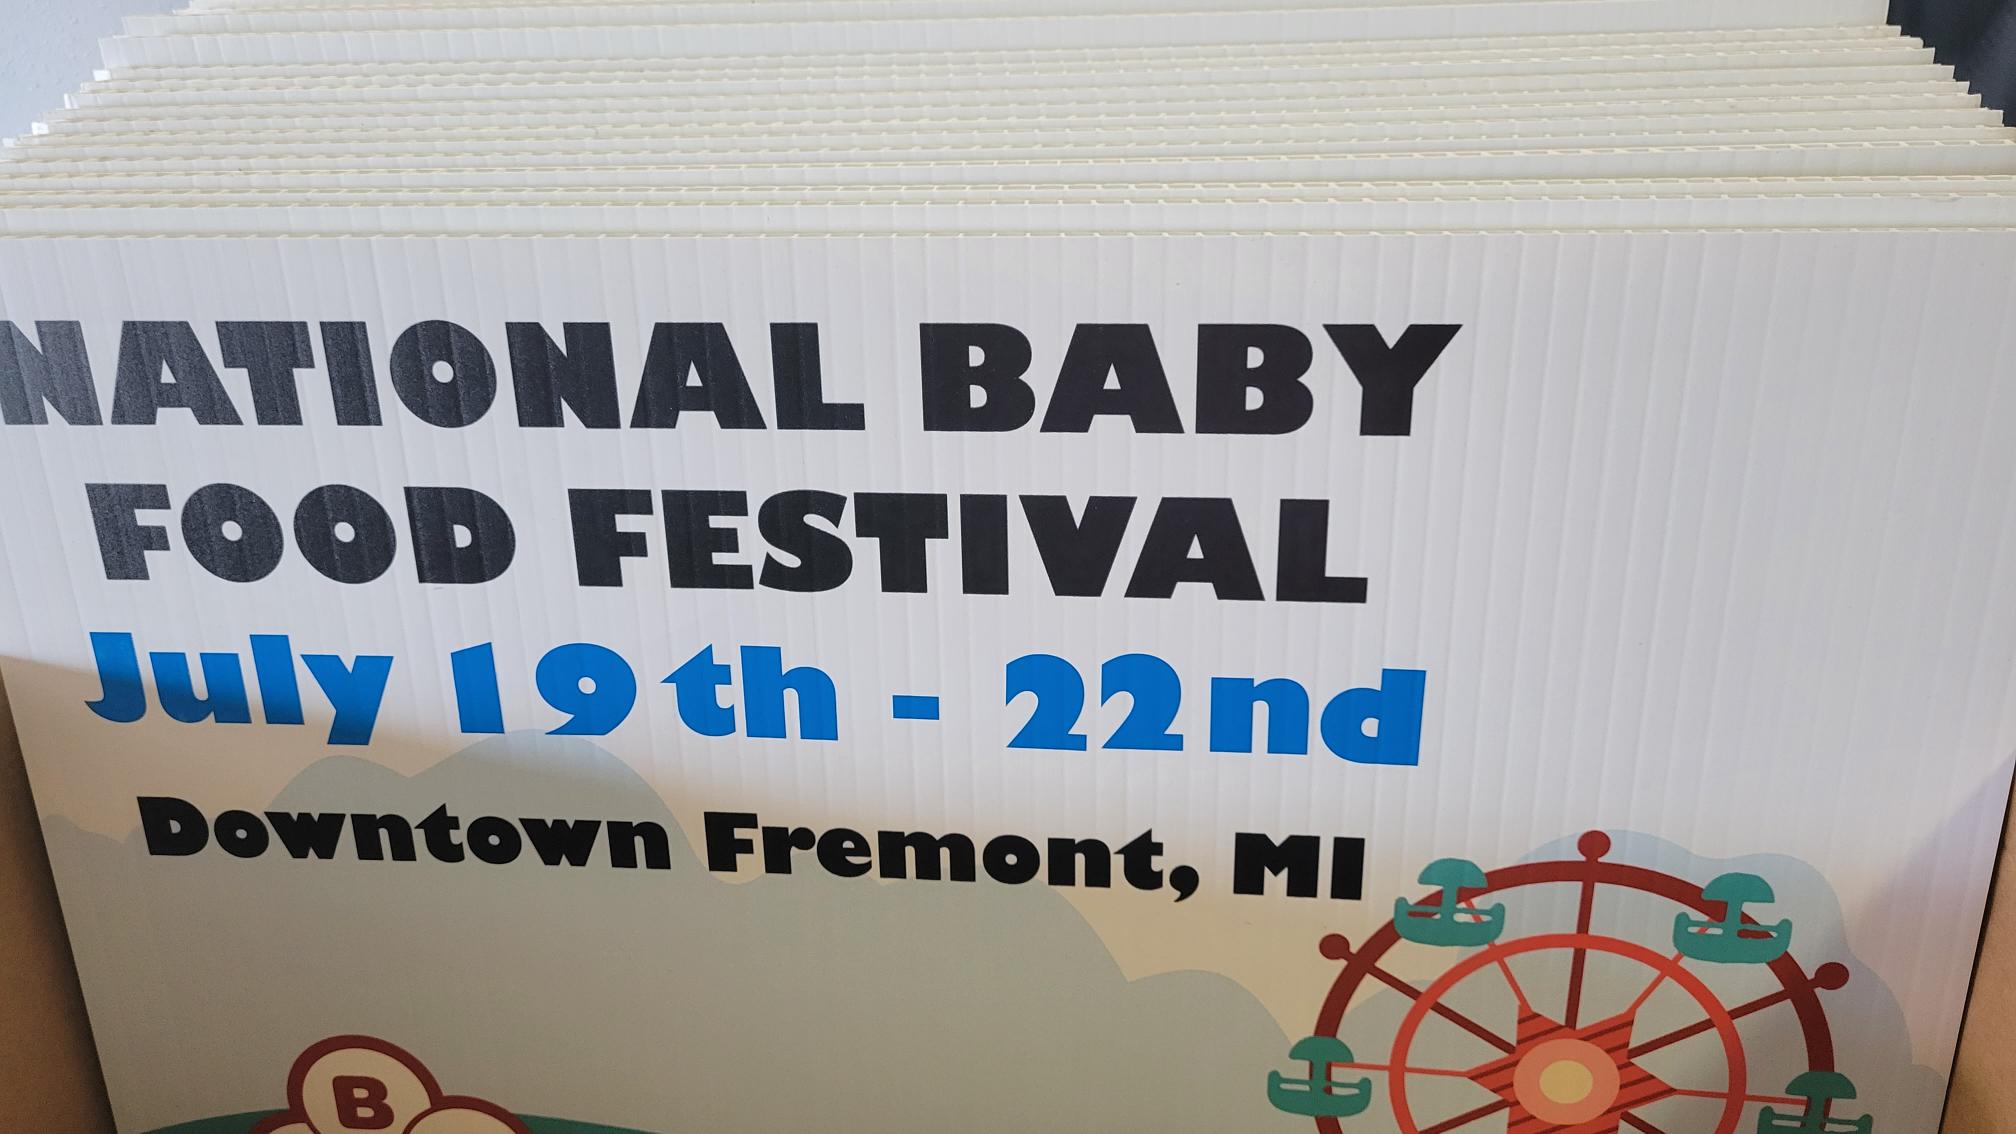 NATIONAL BABY
FOOD FESTIVAL
July 19th - 22nd
Downtown Fremont, MI
B